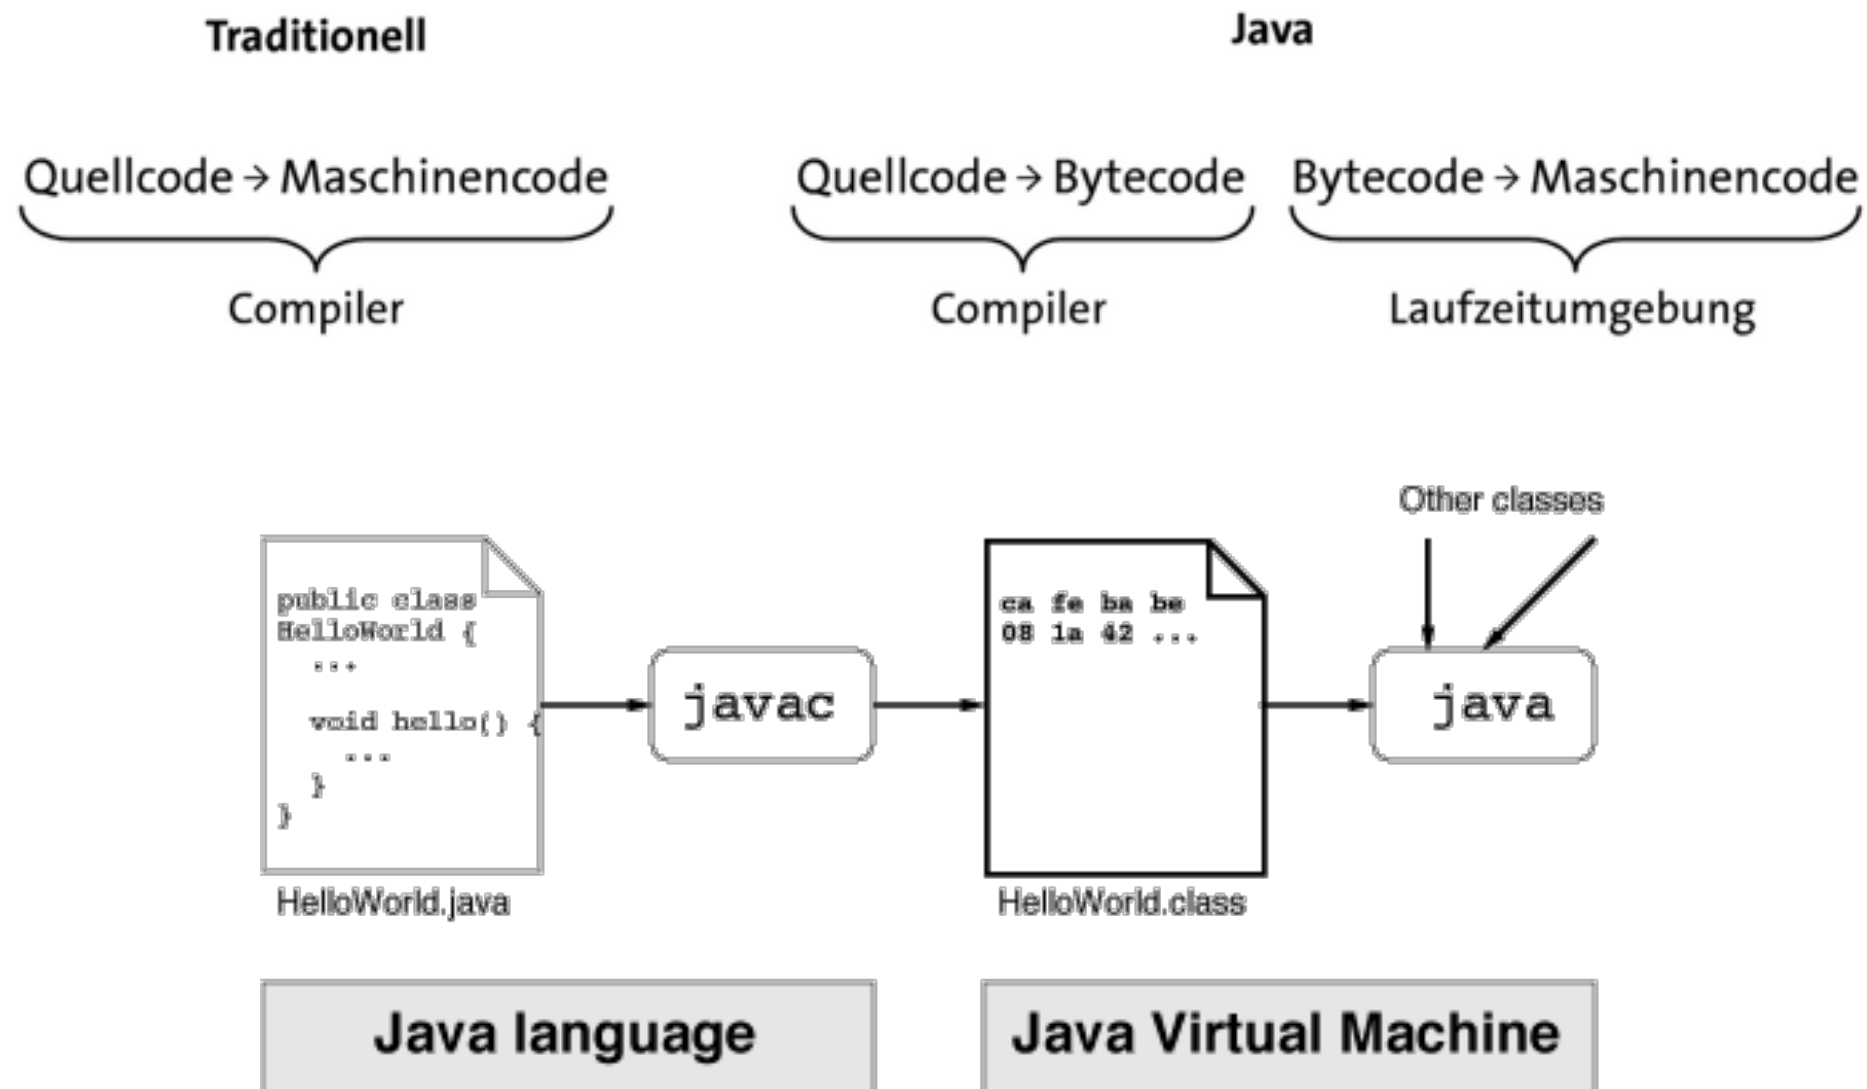 Traditionell
Java
Quellcode → Maschinencode
Quellcode → Bytecode
Bytecode → Maschinencode
Compiler
Compiler
Laufzeitumgebung
Other classes
public class
HelloWorld {
...
void hello() {
...
}
}
HelloWorld.java
javac
ca fe ba be
08 1a 42 ...
HelloWorld.class
java
Java language
Java Virtual Machine